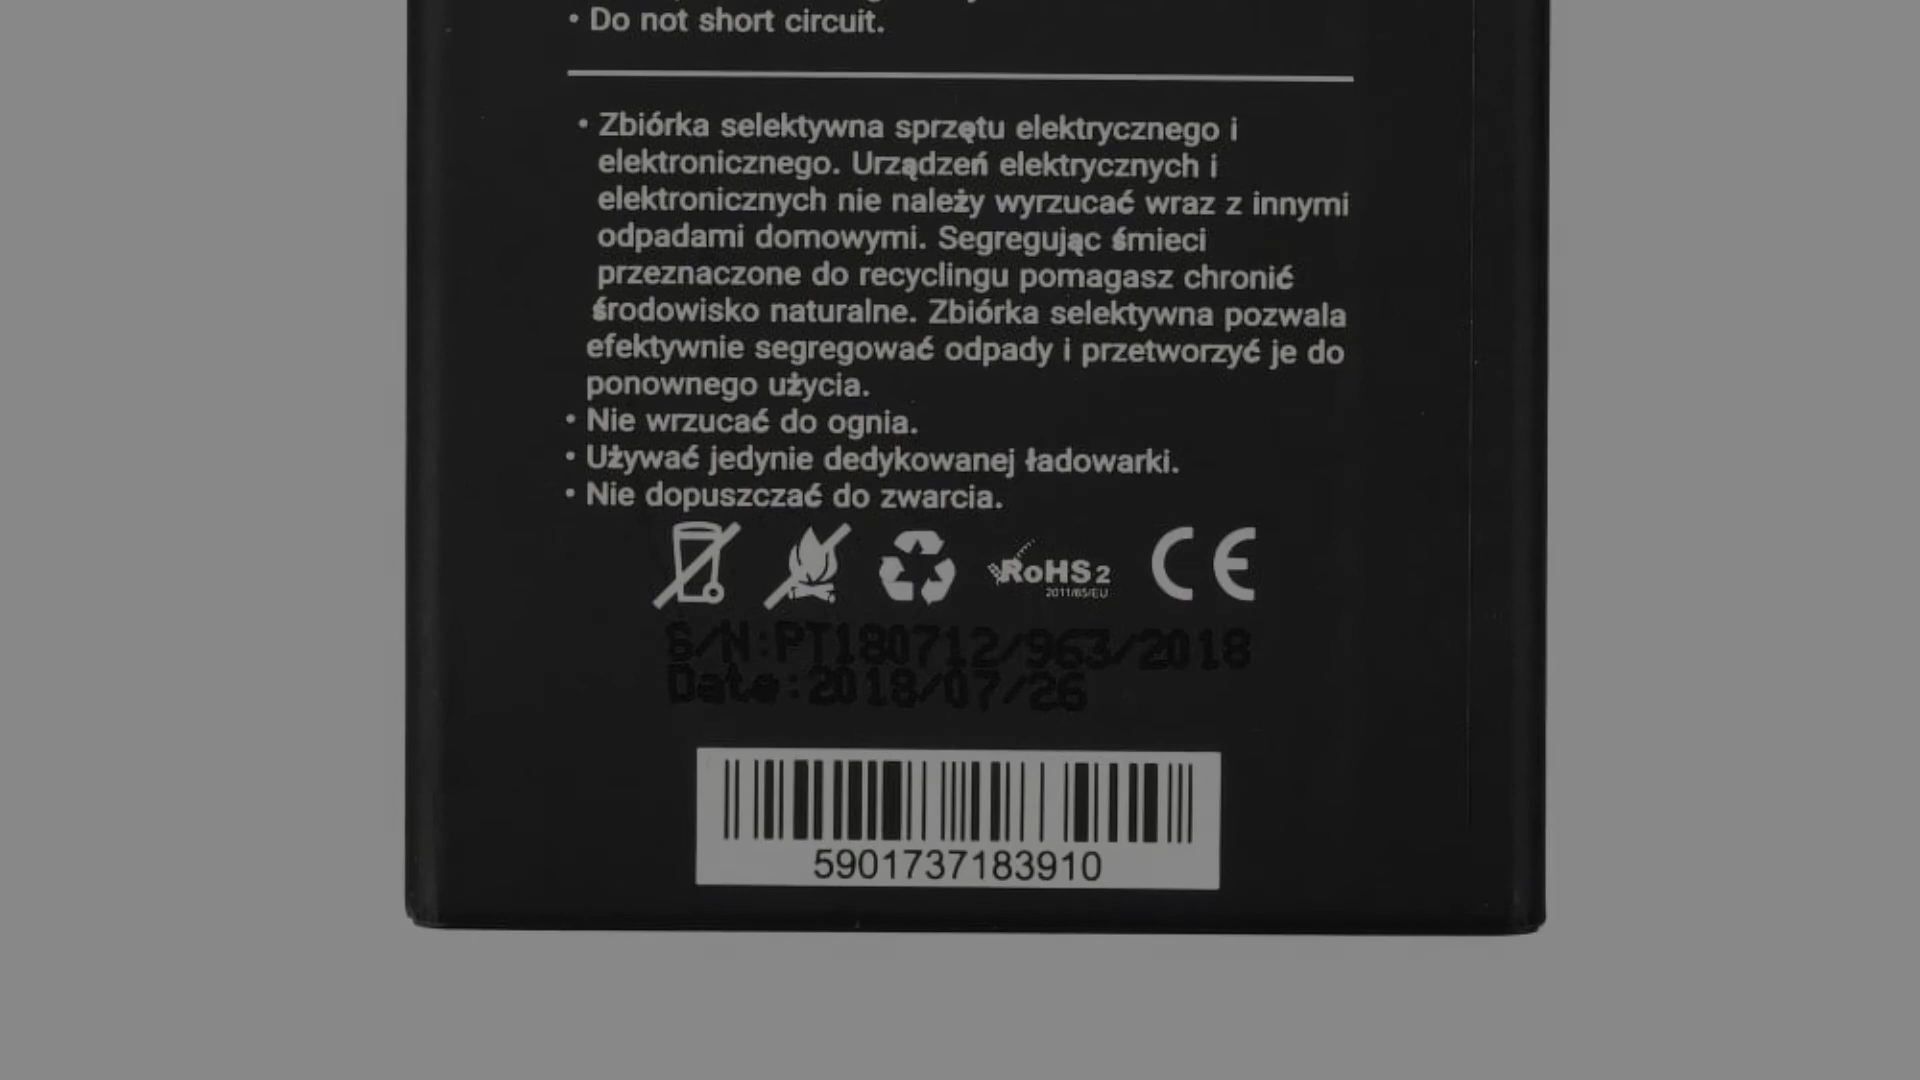 • Do not short circuit.
• Zbiórka selektywna sprzętu elektrycznego i
elektronicznego. Urządzeń elektrycznych i
elektronicznych nie należy wyrzucać wraz z innymi
odpadami domowymi. Segregując śmieci
przeznaczone do recyclingu pomagasz chronić
środowisko naturalne. Zbiórka selektywna pozwala
efektywnie segregować odpady i przetworzyć je do
ponownego użycia.
• Nie wrzucać do ognia.
• Używać jedynie dedykowanej ładowarki.
• Nie dopuszczać do zwarcia.
RoHS 2
2011/65/EU
CE
S/N:PT180712/963/2018
Date:2018/07/26
5901737183910